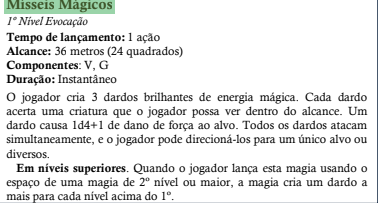 Mísseis Mágicos
1º Nível Evocação
Tempo de lançamento: 1 ação
Alcance: 36 metros (24 quadrados)
Componentes: V, G
Duração: Instantâneo
O jogador cria 3 dardos brilhantes de energia mágica. Cada dardo
acerta uma criatura que o jogador possa ver dentro do alcance. Um
dardo causa 1d4+1 de dano de força ao alvo. Todos os dardos atacam
simultaneamente, e o jogador pode direcioná-los para um único alvo ou
diversos.
Em níveis superiores. Quando o jogador lança esta magia usando o
espaço de uma magia de 2º nível ou maior, a magia cria um dardo a
mais para cada nível acima do 1º.